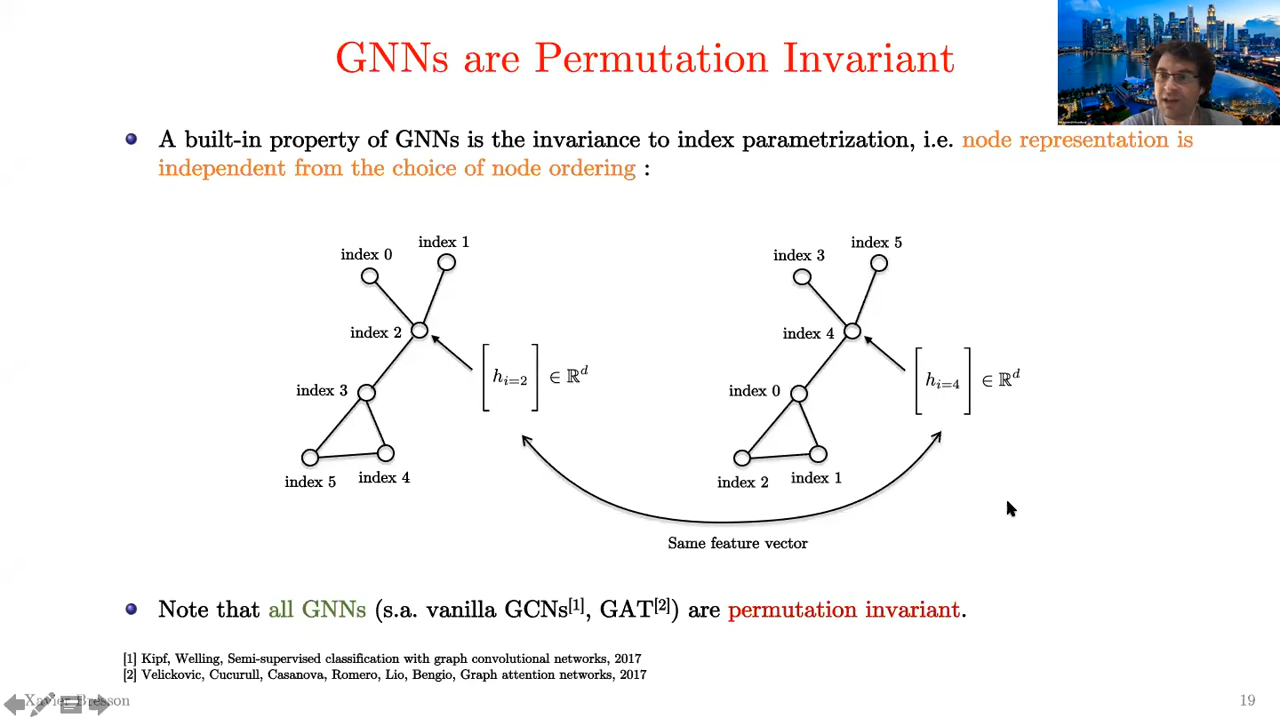 GNNs are Permutation Invariant
A built-in property of GNNs is the invariance to index parametrization, i.e. node representation is
independent from the choice of node ordering :
index 0
index 1
index 2
index 3
index 5
index 4
h_{i=2} ∈ ℝ^d
index 3
index 5
index 4
index 0
index 2
index 1
h_{i=4} ∈ ℝ^d
Same feature vector
Note that all GNNs (s.a. vanilla GCNs[1], GAT[2]) are permutation invariant.
[1] Kipf, Welling, Semi-supervised classification with graph convolutional networks, 2017
[2] Velickovic, Cucurull, Casanova, Romero, Lio, Bengio, Graph attention networks, 2017
Xavier Bresson
19